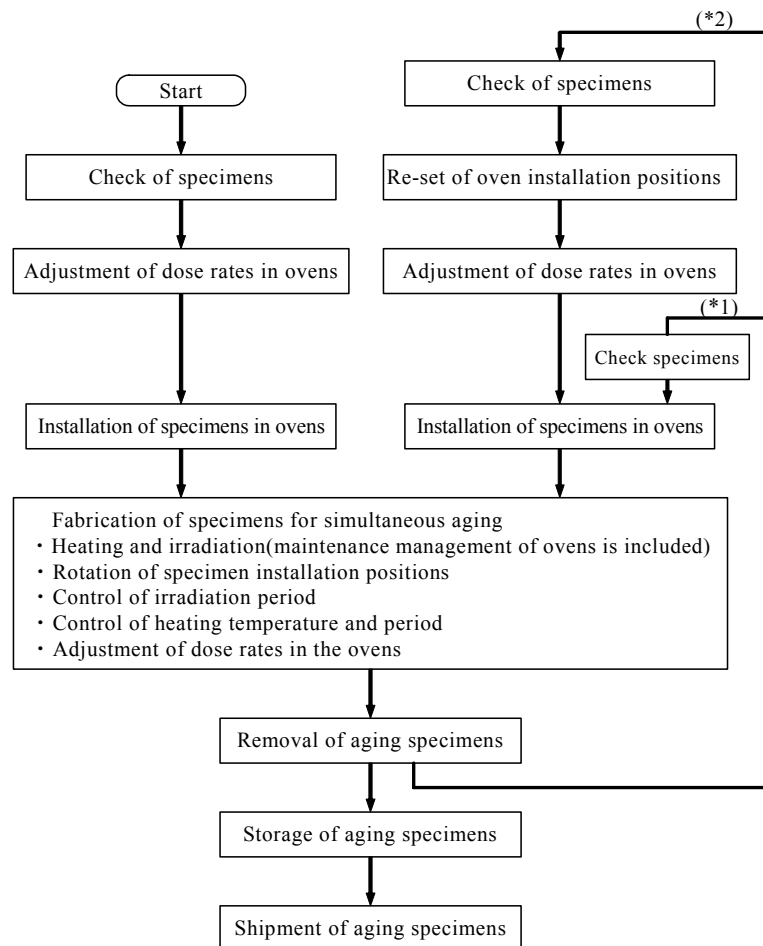 (*2)
Start
Check of specimens
Check of specimens
Re-set of oven installation positions
Adjustment of dose rates in ovens
Adjustment of dose rates in ovens
(*1)
Check specimens
Installation of specimens in ovens
Installation of specimens in ovens
Fabrication of specimens for simultaneous aging
・Heating and irradiation(maintenance management of ovens is included)
・Rotation of specimen installation positions
・Control of irradiation period
・Control of heating temperature and period
・Adjustment of dose rates in the ovens
Removal of aging specimens
Storage of aging specimens
Shipment of aging specimens